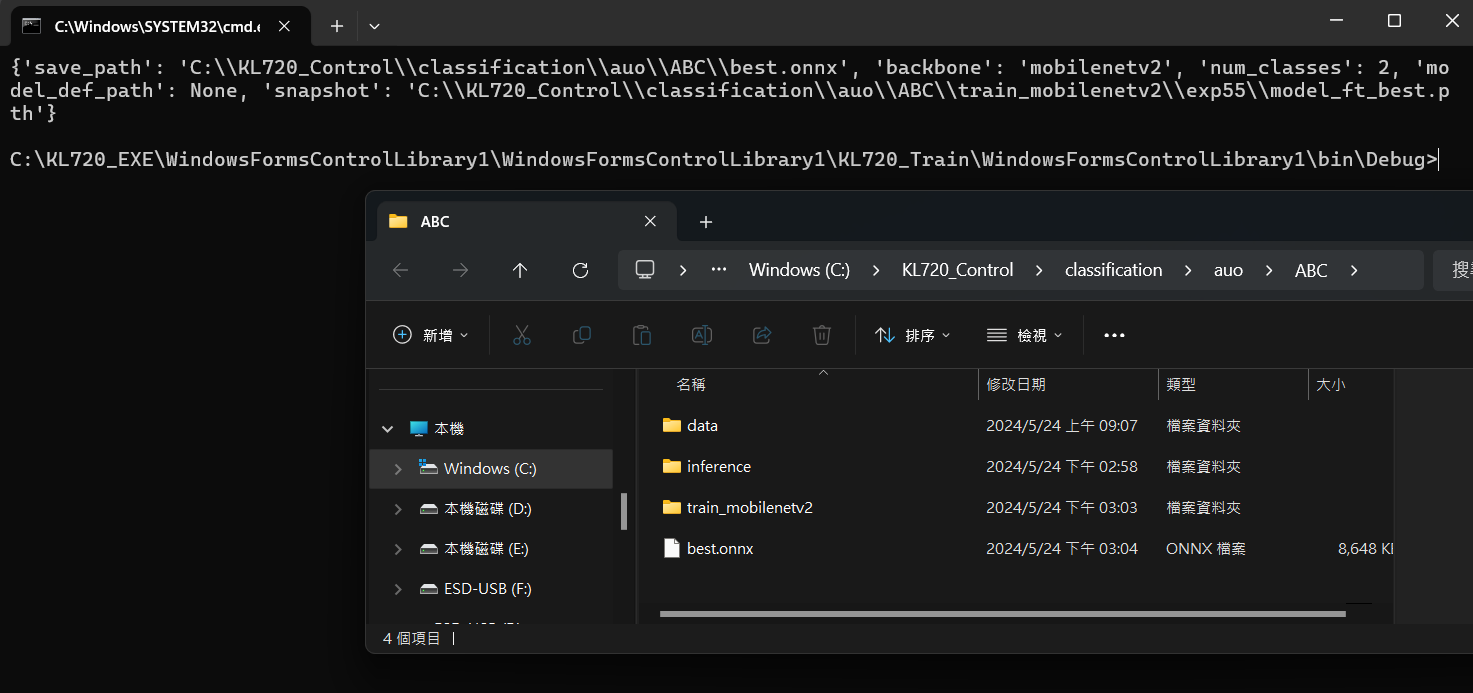 C:\Windows\SYSTEM32\cmd.e
{'save_path': 'C:\\KL720_Control\\classification\\auo\\ABC\\best.onnx', 'backbone': 'mobilenetv2', 'num_classes': 2, 'mo
del_def_path': None, 'snapshot': 'C:\\KL720_Control\\classification\\auo\\ABC\\train_mobilenetv2\\exp55\\model_ft_best.p
th'}
C:\KL720_EXE\WindowsFormsControlLibrary1\WindowsFormsControlLibrary1\KL720_Train\WindowsFormsControlLibrary1\bin\Debug>
ABC
Windows (C:) > KL720_Control > classification > auo > ABC > 搜
新增 排序 檢視
名稱 修改日期 類型 大小
data 2024/5/24 上午 09:07 檔案資料夾
inference 2024/5/24 下午 02:58 檔案資料夾
train_mobilenetv2 2024/5/24 下午 03:03 檔案資料夾
best.onnx 2024/5/24 下午 03:04 ONNX 檔案 8,648 K
本機
Windows (C:)
本機磁碟 (D:)
本機磁碟 (E:)
ESD-USB (F:)
4 個項目